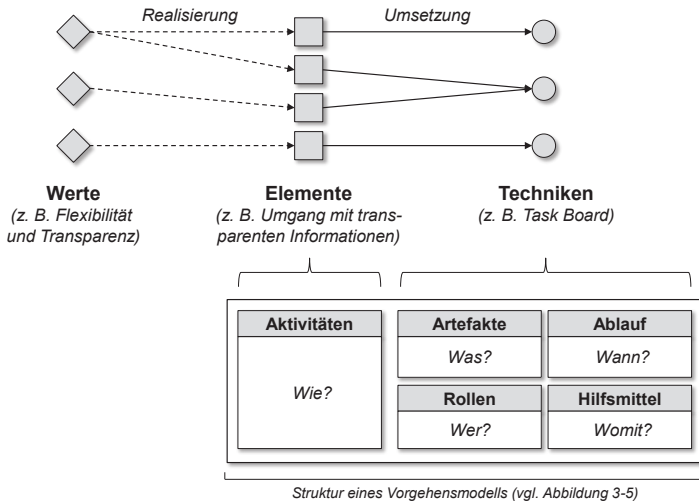 Realisierung
Umsetzung
Werte
(z. B. Flexibilität
und Transparenz)
Elemente
(z. B. Umgang mit trans-
parenten Informationen)
Techniken
(z. B. Task Board)
Aktivitäten
Wie?
Artefakte
Was?
Ablauf
Wann?
Rollen
Wer?
Hilfsmittel
Womit?
Struktur eines Vorgehensmodells (vgl. Abbildung 3-5)